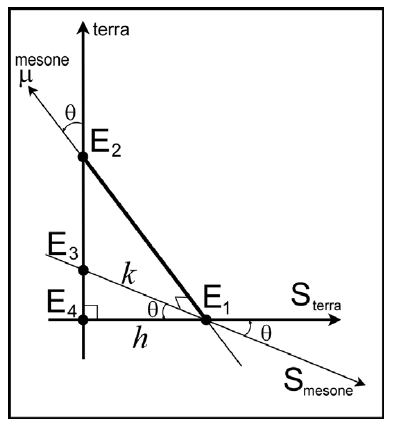 terra
mesone
μ
θ
E2
E3
k
E4
θ
E1
Sterra
θ
h
Smesone